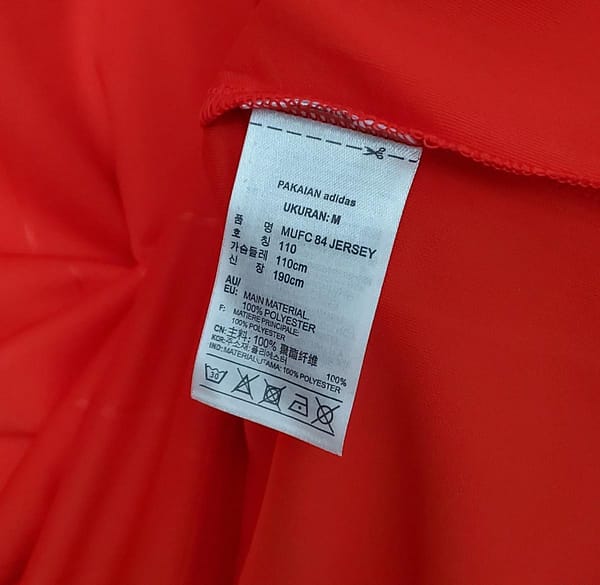 PAKAIAN adidas
UKURAN: M
품 명 MUFC 84 JERSEY
호 칭 110
가슴둘레 110cm
신 장 190cm
AU/
EU: MAIN MATERIAL
100% POLYESTER
F: MATIERE PRINCIPALE:
100% POLYESTER
CN: 主料: 100% 聚酯纤维
KOR: 주소재: 폴리에스터 100%
IND: MATERIAL UTAMA: 100% POLYESTER
30